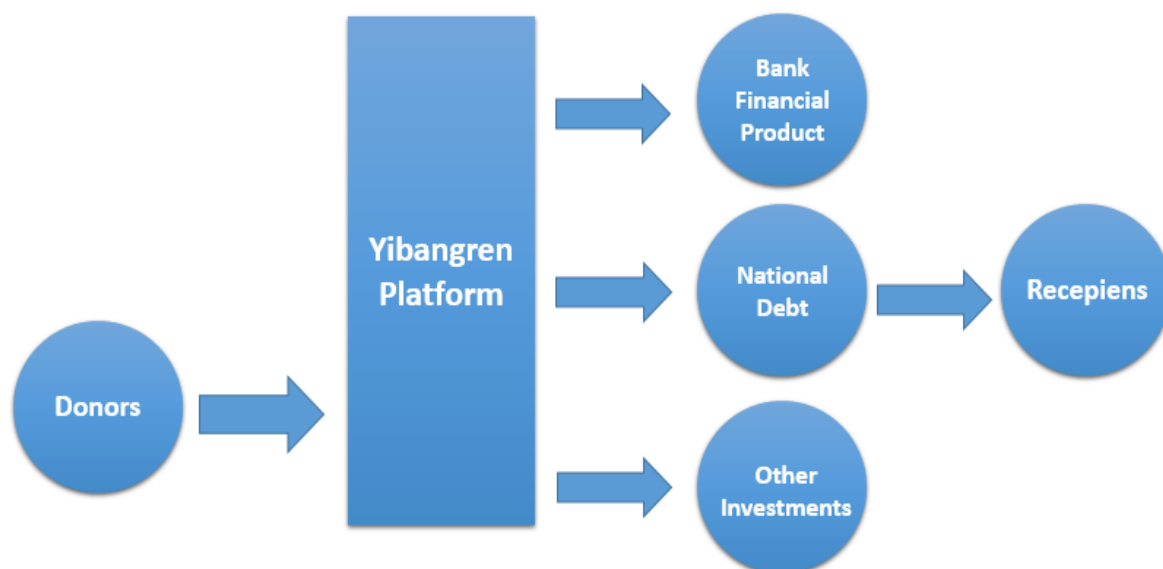 Bank
Financial
Product
Yibangren
Platform
National
Debt
Recepiens
Donors
Other
Investments